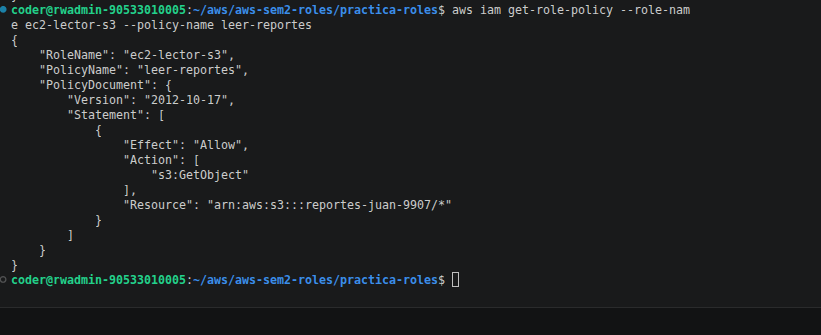 coder@rwadmin-90533010005:~/aws/aws-sem2-roles/practica-roles$ aws iam get-role-policy --role-nam
e ec2-lector-s3 --policy-name leer-reportes
{
    "RoleName": "ec2-lector-s3",
    "PolicyName": "leer-reportes",
    "PolicyDocument": {
        "Version": "2012-10-17",
        "Statement": [
            {
                "Effect": "Allow",
                "Action": [
                    "s3:GetObject"
                ],
                "Resource": "arn:aws:s3:::reportes-juan-9907/*"
            }
        ]
    }
}
coder@rwadmin-90533010005:~/aws/aws-sem2-roles/practica-roles$